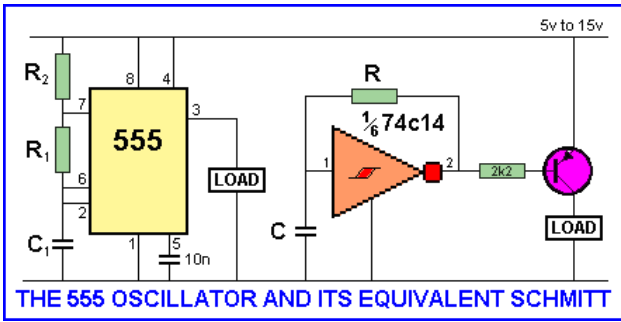 5v to 15v
R2
8
4
7
3
555
R1
6
2
LOAD
C1
1
5
10n
R
1/6 74c14
1
2
2k2
C
LOAD
THE 555 OSCILLATOR AND ITS EQUIVALENT SCHMITT